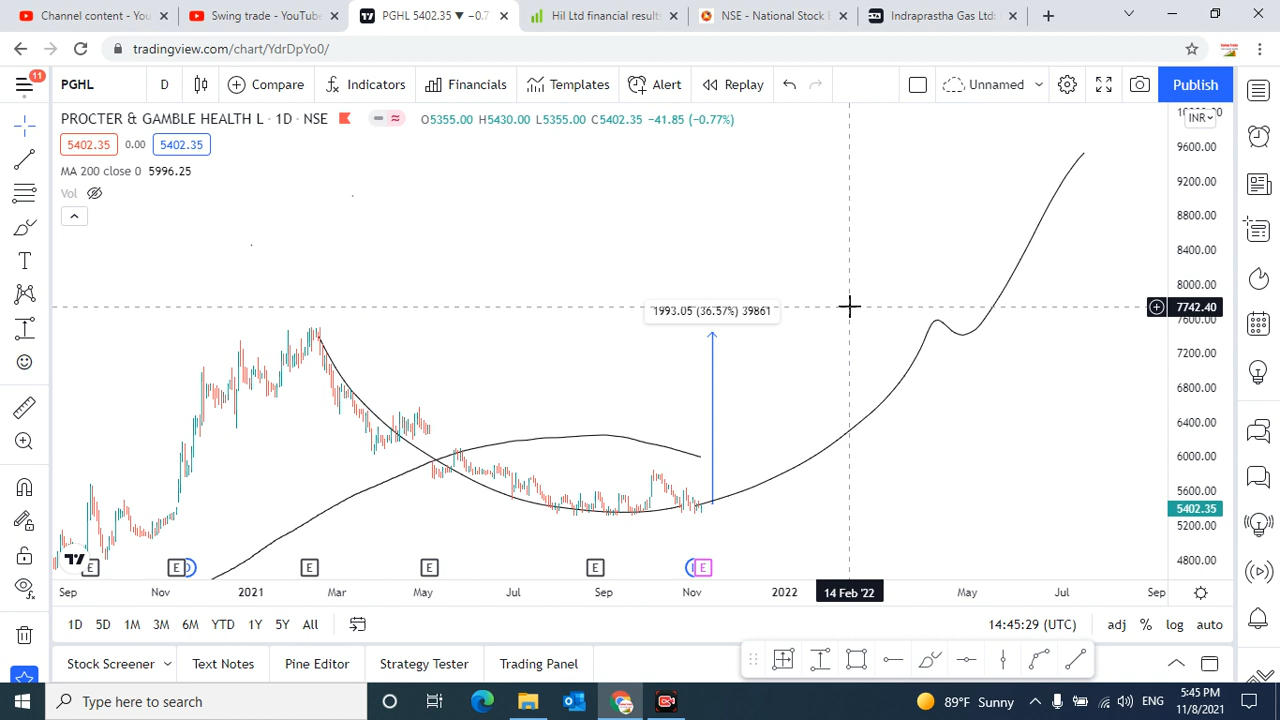 Channel content - You
Swing trade - YouTube
PGHL 5402.35 ▼ −0.7
Hil Ltd financial results
NSE - National Stock E
Indraprastha Gas Ltd:
tradingview.com/chart/YdrDpYo0/
11
PGHL
D
Compare
Indicators
Financials
Templates
Alert
Replay
Unnamed
Publish
PROCTER & GAMBLE HEALTH L · 1D · NSE
O5355.00 H5430.00 L5355.00 C5402.35 −41.85 (−0.77%)
INR
5402.35 0.00 5402.35
MA 200 close 0 5996.25
Vol
10000.00
9600.00
9200.00
8800.00
8400.00
8000.00
7742.40
7600.00
7200.00
6800.00
6400.00
6000.00
5600.00
5402.35
5200.00
4800.00
1993.05 (36.57%) 39861
E
E
D
E
E
E
E
Sep
Nov
2021
Mar
May
Jul
Sep
Nov
2022
14 Feb '22
May
Jul
Sep
1D 5D 1M 3M 6M YTD 1Y 5Y All
14:45:29 (UTC)
adj
%
log
auto
Stock Screener
Text Notes
Pine Editor
Strategy Tester
Trading Panel
Type here to search
89°F Sunny
ENG
5:45 PM
11/8/2021